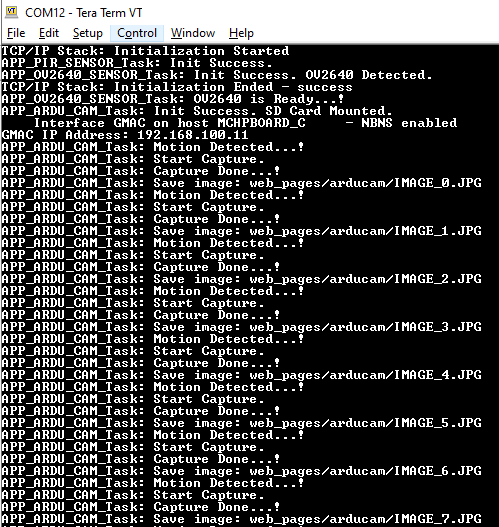 VT
COM12 - Tera Term VT
File Edit Setup Control Window Help
TCP/IP Stack: Initialization Started
APP_PIR_SENSOR_Task: Init Success.
APP_OV2640_SENSOR_Task: Init Success. OV2640 Detected.
TCP/IP Stack: Initialization Ended - success
APP_OV2640_SENSOR_Task: OV2640 is Ready...!
APP_ARDU_CAM_Task: Init Success. SD Card Mounted.
    Interface GMAC on host MCHPBOARD_C     - NBNS enabled
GMAC IP Address: 192.168.100.11
APP_ARDU_CAM_Task: Motion Detected...!
APP_ARDU_CAM_Task: Start Capture.
APP_ARDU_CAM_Task: Capture Done...!
APP_ARDU_CAM_Task: Save image: web_pages/arducam/IMAGE_0.JPG
APP_ARDU_CAM_Task: Motion Detected...!
APP_ARDU_CAM_Task: Start Capture.
APP_ARDU_CAM_Task: Capture Done...!
APP_ARDU_CAM_Task: Save image: web_pages/arducam/IMAGE_1.JPG
APP_ARDU_CAM_Task: Motion Detected...!
APP_ARDU_CAM_Task: Start Capture.
APP_ARDU_CAM_Task: Capture Done...!
APP_ARDU_CAM_Task: Save image: web_pages/arducam/IMAGE_2.JPG
APP_ARDU_CAM_Task: Motion Detected...!
APP_ARDU_CAM_Task: Start Capture.
APP_ARDU_CAM_Task: Capture Done...!
APP_ARDU_CAM_Task: Save image: web_pages/arducam/IMAGE_3.JPG
APP_ARDU_CAM_Task: Motion Detected...!
APP_ARDU_CAM_Task: Start Capture.
APP_ARDU_CAM_Task: Capture Done...!
APP_ARDU_CAM_Task: Save image: web_pages/arducam/IMAGE_4.JPG
APP_ARDU_CAM_Task: Motion Detected...!
APP_ARDU_CAM_Task: Start Capture.
APP_ARDU_CAM_Task: Capture Done...!
APP_ARDU_CAM_Task: Save image: web_pages/arducam/IMAGE_5.JPG
APP_ARDU_CAM_Task: Motion Detected...!
APP_ARDU_CAM_Task: Start Capture.
APP_ARDU_CAM_Task: Capture Done...!
APP_ARDU_CAM_Task: Save image: web_pages/arducam/IMAGE_6.JPG
APP_ARDU_CAM_Task: Motion Detected...!
APP_ARDU_CAM_Task: Start Capture.
APP_ARDU_CAM_Task: Capture Done...!
APP_ARDU_CAM_Task: Save image: web_pages/arducam/IMAGE_7.JPG